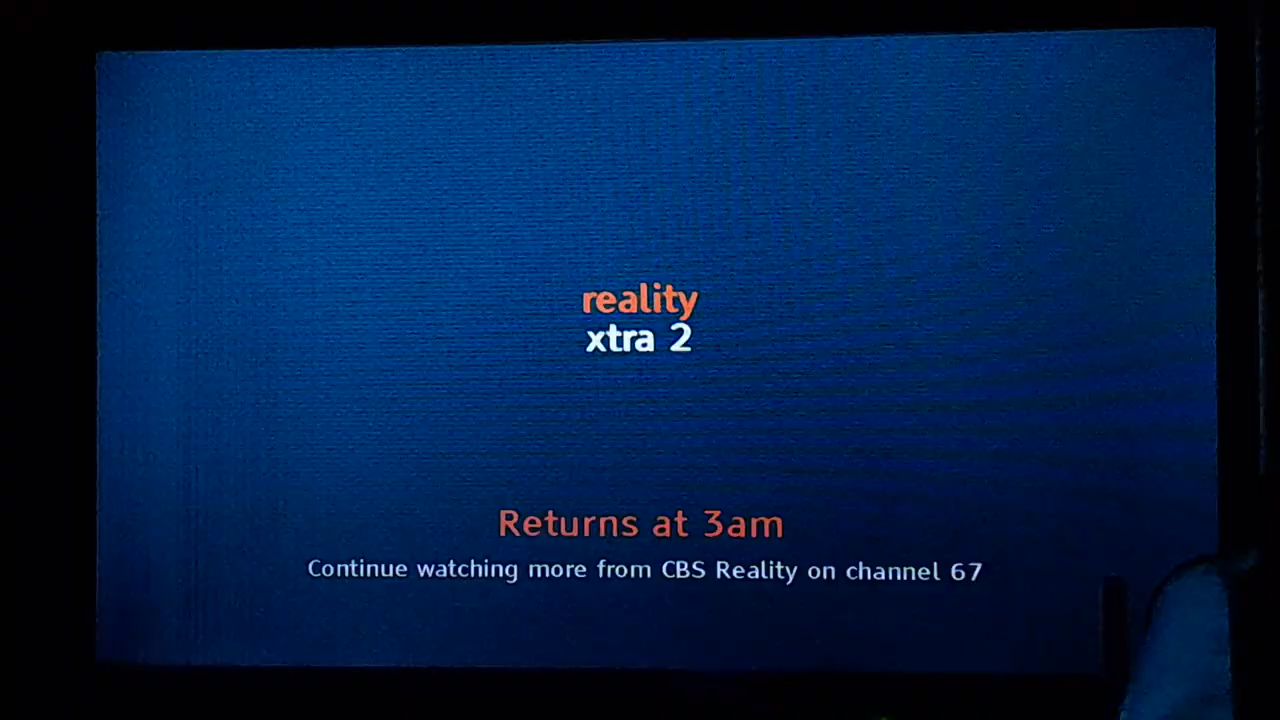 reality
xtra 2
Returns at 3am
Continue watching more from CBS Reality on channel 67